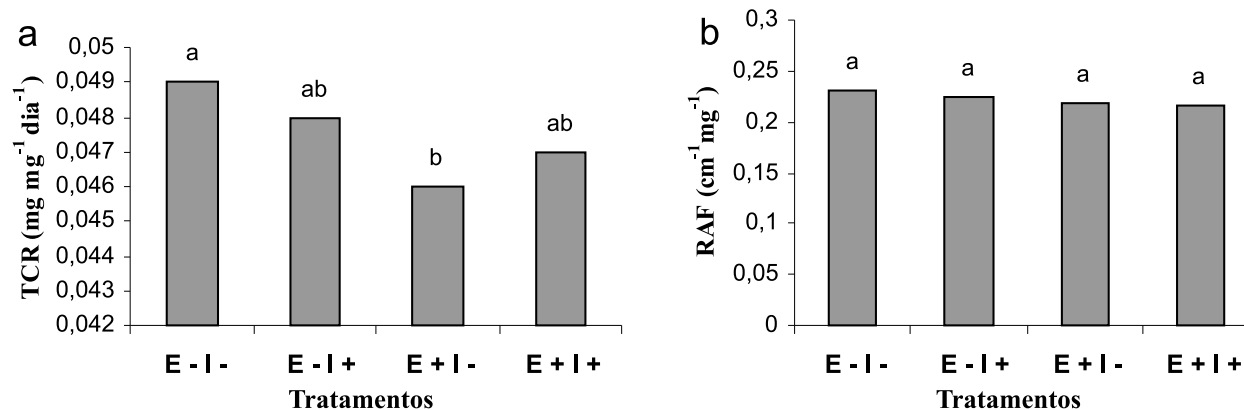 a
TCR (mg mg⁻¹ dia⁻¹)
0,05
0,049
0,048
0,047
0,046
0,045
0,044
0,043
0,042
a
ab
b
ab
E - I -
E - I +
E + I -
E + I +
Tratamentos
b
RAF (cm⁻¹ mg⁻¹)
0,3
0,25
0,2
0,15
0,1
0,05
0
a
a
a
a
E - I -
E - I +
E + I -
E + I +
Tratamentos